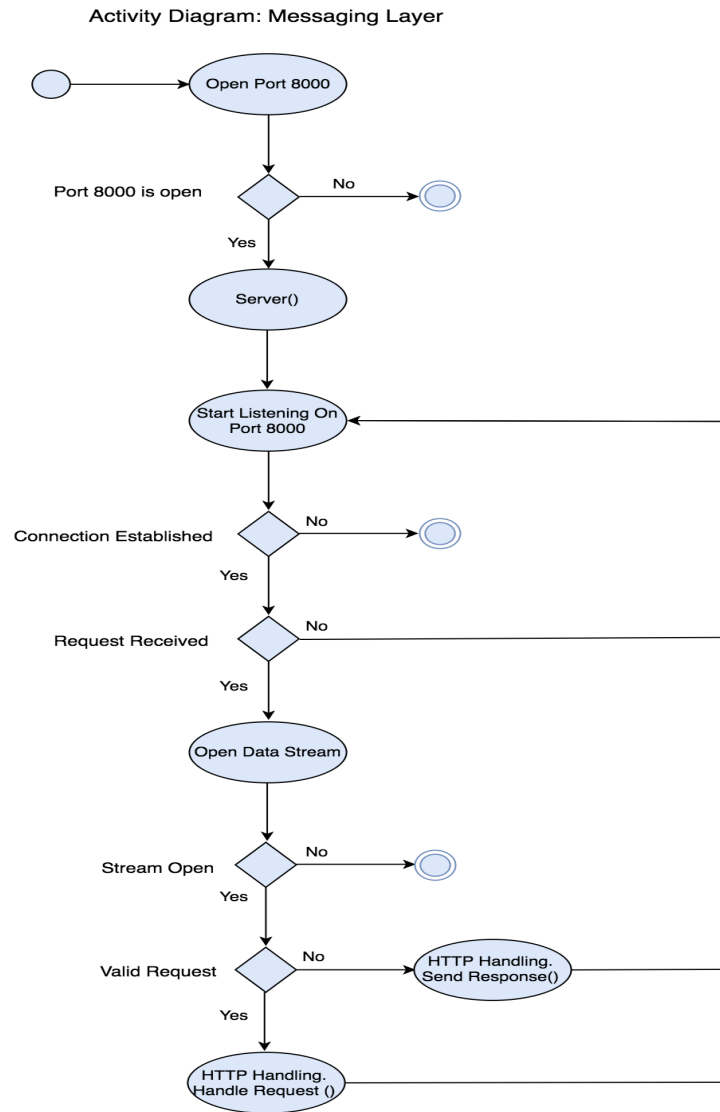 Activity Diagram: Messaging Layer
Open Port 8000
Port 8000 is open
No
Yes
Server()
Start Listening On
Port 8000
Connection Established
No
Yes
Request Received
No
Yes
Open Data Stream
Stream Open
No
Yes
Valid Request
No
HTTP Handling.
Send Response()
Yes
HTTP Handling.
Handle Request ()